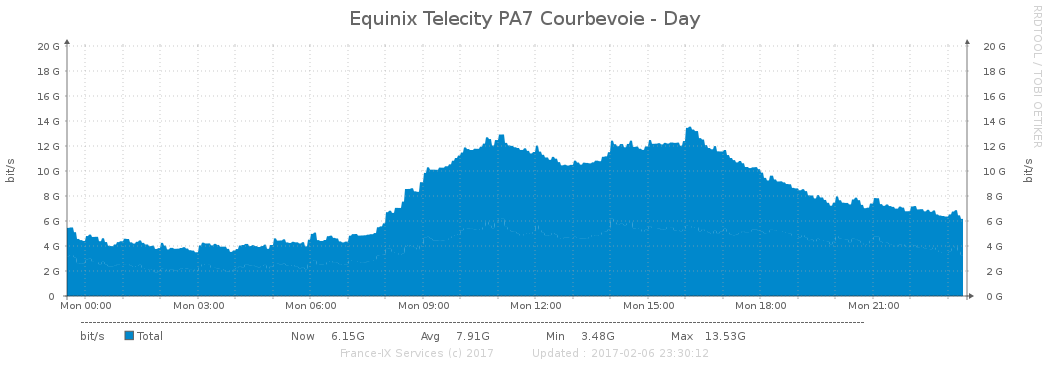 Equinix Telecity PA7 Courbevoie - Day
RRDTOOL / TOBI OETIKER
bit/s
20 G
18 G
16 G
14 G
12 G
10 G
8 G
6 G
4 G
2 G
0
20 G
18 G
16 G
14 G
12 G
10 G
8 G
6 G
4 G
2 G
0 G
bit/s
Mon 00:00 Mon 03:00 Mon 06:00 Mon 09:00 Mon 12:00 Mon 15:00 Mon 18:00 Mon 21:00
bit/s Total Now 6.15G Avg 7.91G Min 3.48G Max 13.53G
France-IX Services (c) 2017 Updated : 2017-02-06 23:30:12